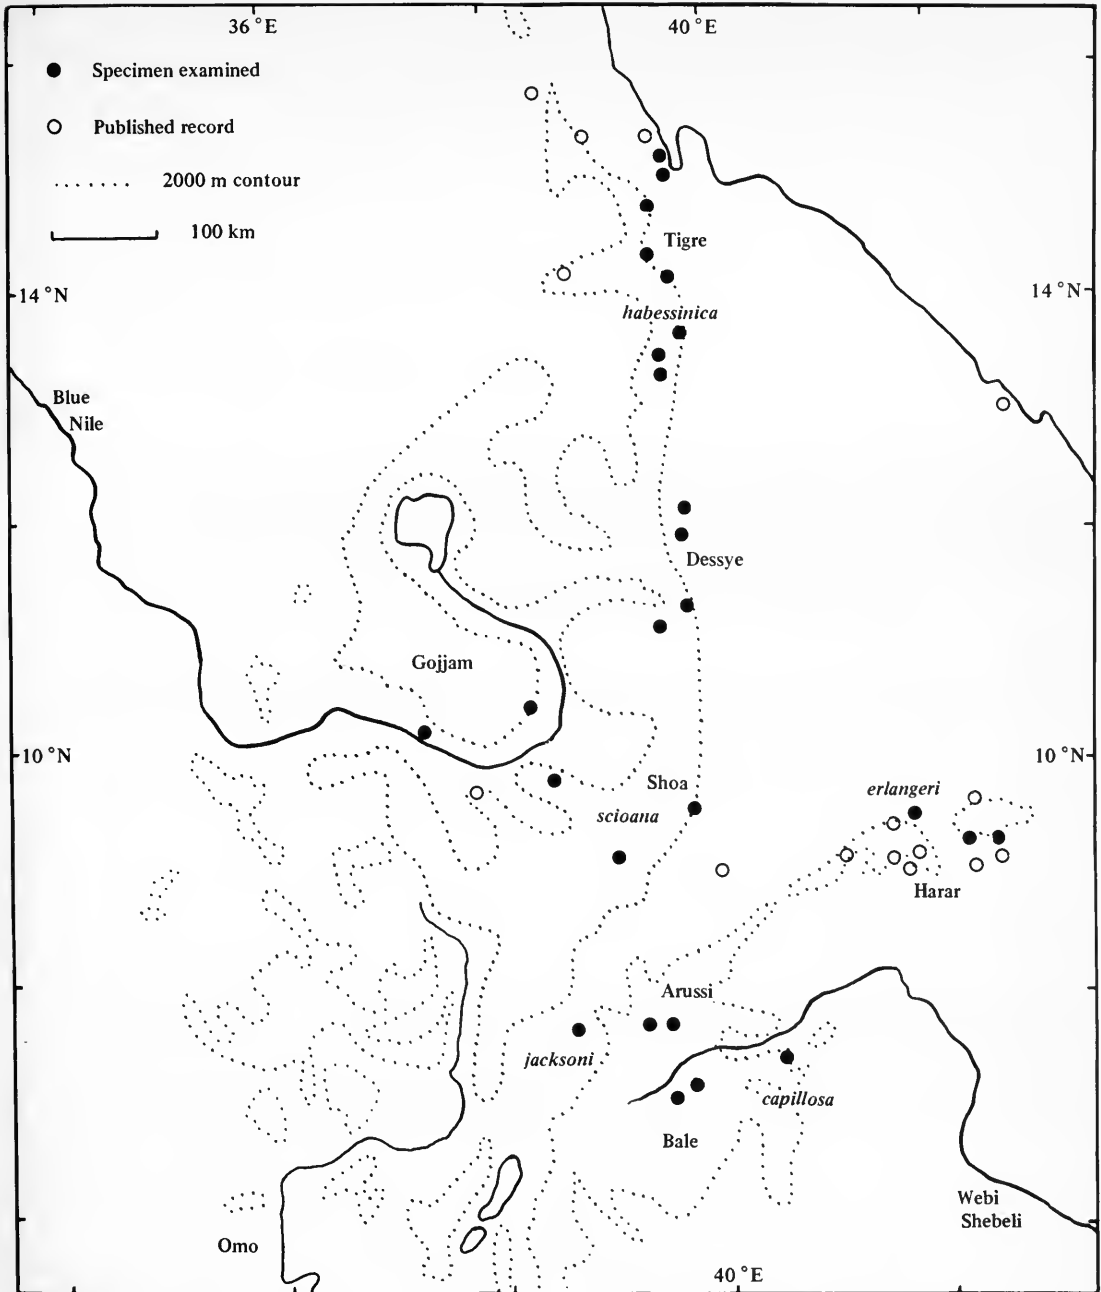 36°E
40°E
Specimen examined
Published record
2000 m contour
100 km
Tigre
14°N
14°N
habessinica
Blue
Nile
Dessye
Gojjam
10°N
10°N
Shoa
erlangeri
scioana
Harar
Arussi
jacksoni
capillosa
Bale
Webi
Shebeli
Omo
40°E